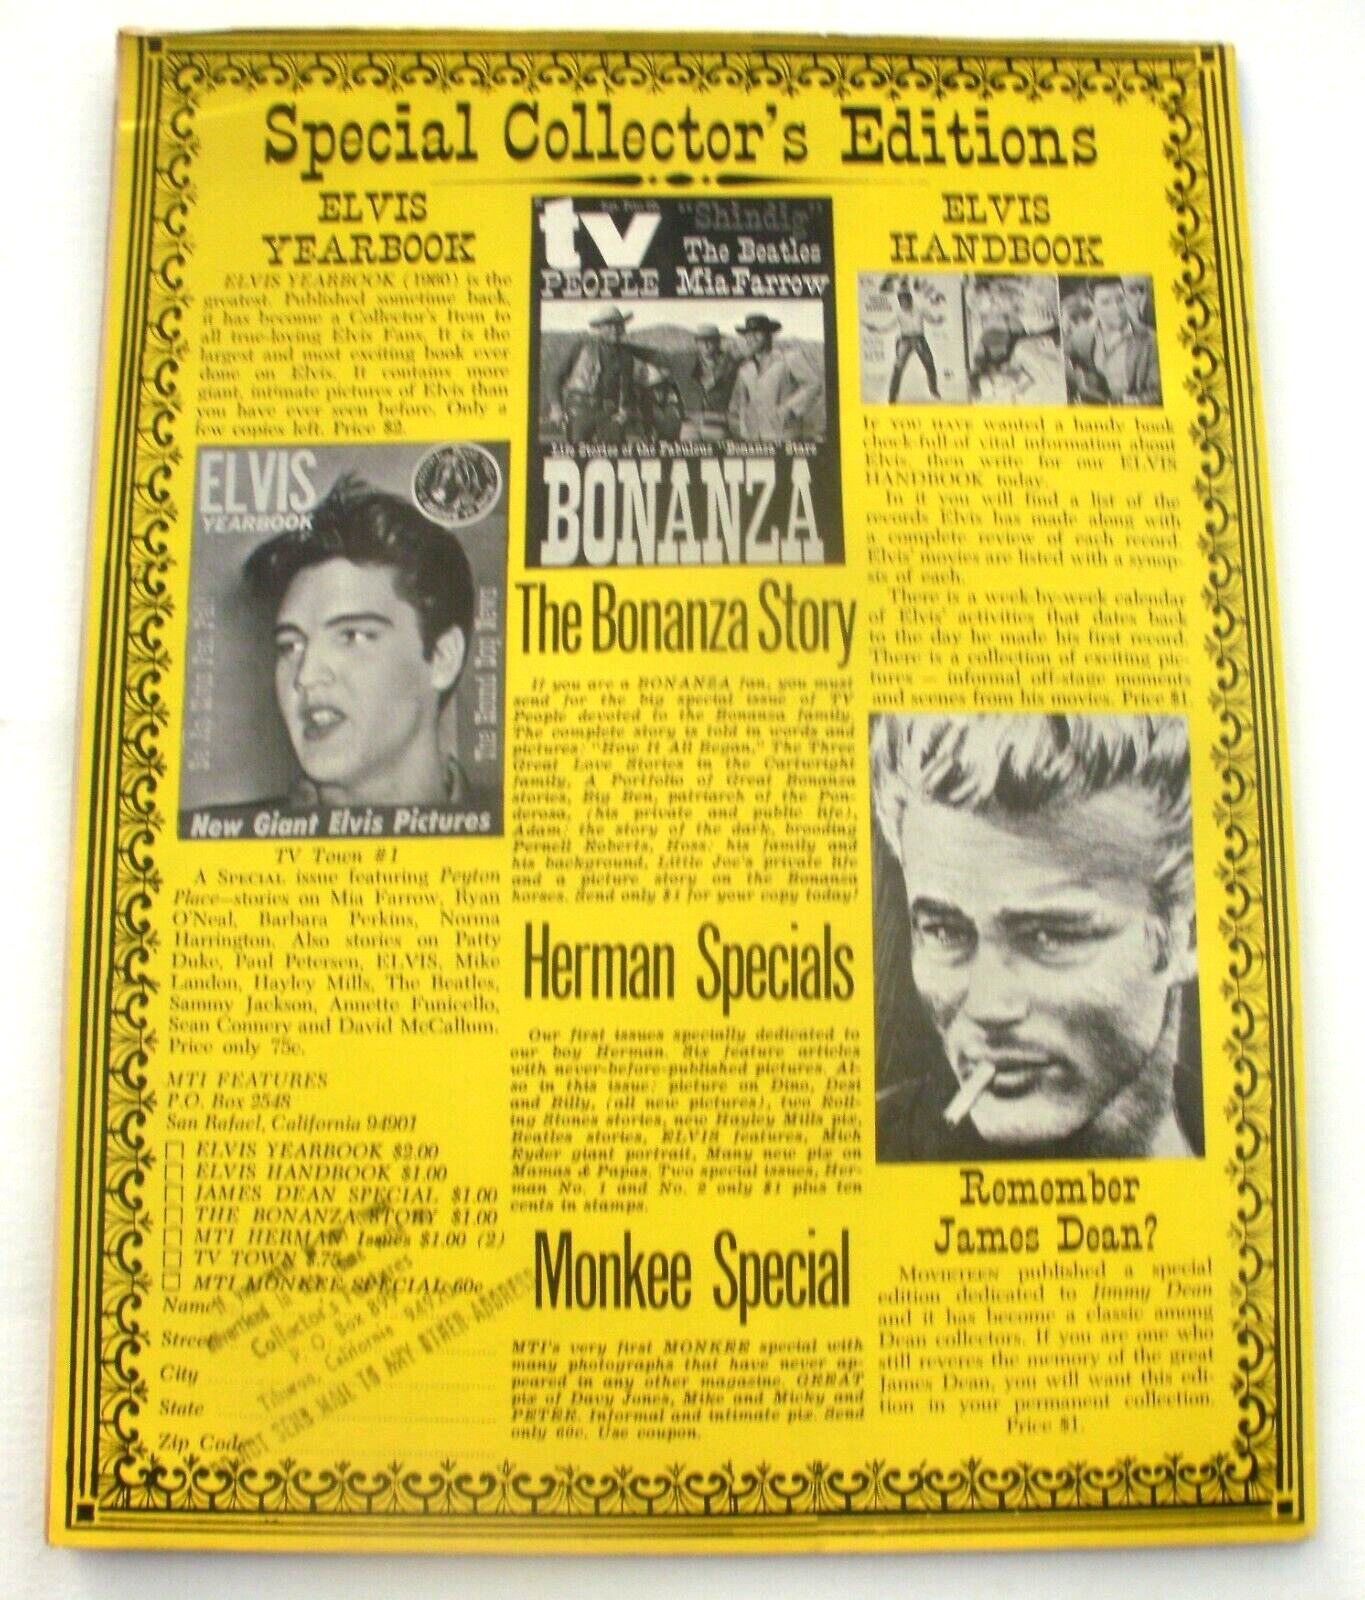 Special Collector's Editions
ELVIS
YEARBOOK
ELVIS YEARBOOK (1960) is the
greatest. Published sometime back,
it has become a Collector's Item to
all true-loving Elvis Fans. It is the
largest and most exciting book ever
done on Elvis. It contains more
giant, intimate pictures of Elvis than
you have ever seen before. Only a
few copies left. Price $2.
ELVIS
YEARBOOK
The Hound Dog News
New Giant Elvis Pictures
TV Town #1
A SPECIAL issue featuring Peyton
Place—stories on Mia Farrow, Ryan
O'Neal, Barbara Perkins, Norma
Harrington. Also stories on Patty
Duke, Paul Petersen, ELVIS, Mike
Landon, Hayley Mills, The Beatles,
Sammy Jackson, Annette Funicello,
Sean Connery and David McCallum.
Price only 75c.
MTI FEATURES
P.O. Box 2548
San Rafael, California 94901
ELVIS YEARBOOK $2.00
ELVIS HANDBOOK $1.00
JAMES DEAN SPECIAL $1.00
THE BONANZA STORY $1.00
MTI HERMAN Issues $1.00 (2)
TV TOWN $.75
MTI MONKEE SPECIAL 60c
Name
Street
City
State
Zip Code
Collector's
P. O. Box
Tiburon, California
NOT SEND MAIL TO ANY OTHER ADDRESS
tv
PEOPLE
"Shindig"
The Beatles
Mia Farrow
Life Stories of the Fabulous "Bonanza" Stars
BONANZA
The Bonanza Story
If you are a BONANZA fan, you must
send for the big special issue of TV
People devoted to the Bonanza family.
The complete story is told in words and
pictures: "How It All Began," The Three
Great Love Stories in the Cartwright
family, A Portfolio of Great Bonanza
stories, Big Ben, patriarch of the Pon-
derosa, (his private and public life),
Adam: the story of the dark, brooding
Pernell Roberts, Hoss: his family and
his background, Little Joe's private life
and a picture story on the Bonanza
horses. Send only $1 for your copy today!
Herman Specials
Our first issues specially dedicated to
our boy Herman. Six feature articles
with never-before-published pictures. Al-
so in this issue: picture on Dino, Desi
and Billy, (all new pictures), two Roll-
ing Stones stories, new Hayley Mills pix,
Beatles stories, ELVIS features, Mick
Ryder giant portrait, Many new pix on
Mamas & Papas. Two special issues, Her-
man No. 1 and No. 2 only $1 plus ten
cents in stamps.
Monkee Special
MTI's very first MONKEE special with
many photographs that have never ap-
peared in any other magazine. GREAT
pix of Davy Jones, Mike and Micky and
PETER. Informal and intimate pix. Send
only 60c. Use coupon.
ELVIS
HANDBOOK
ELVIS
IF YOU HAVE wanted a handy book
chock-full of vital information about
Elvis, then write for our ELVIS
HANDBOOK today.
In it you will find a list of the
records Elvis has made along with
a complete review of each record.
Elvis' movies are listed with a synop-
sis of each.
There is a week-by-week calendar
of Elvis' activities that dates back
to the day he made his first record.
There is a collection of exciting pic-
tures — informal off-stage moments
and scenes from his movies. Price $1.
Remember
James Dean?
MOVIETEEN published a special
edition dedicated to Jimmy Dean
and it has become a classic among
Dean collectors. If you are one who
still reveres the memory of the great
James Dean, you will want this edi-
tion in your permanent collection.
Price $1.